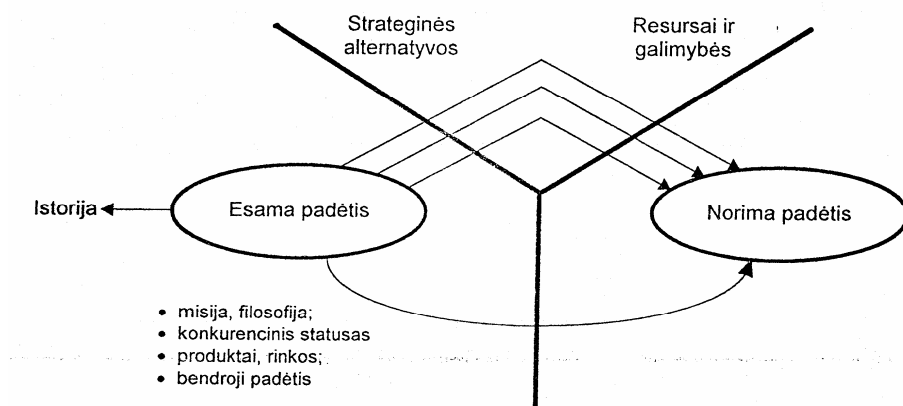 Strateginės
alternatyvos
Resursai ir
galimybės
Istorija
Esama padėtis
Norima padėtis
• misija, filosofija;
• konkurencinis statusas
• produktai, rinkos;
• bendroji padėtis